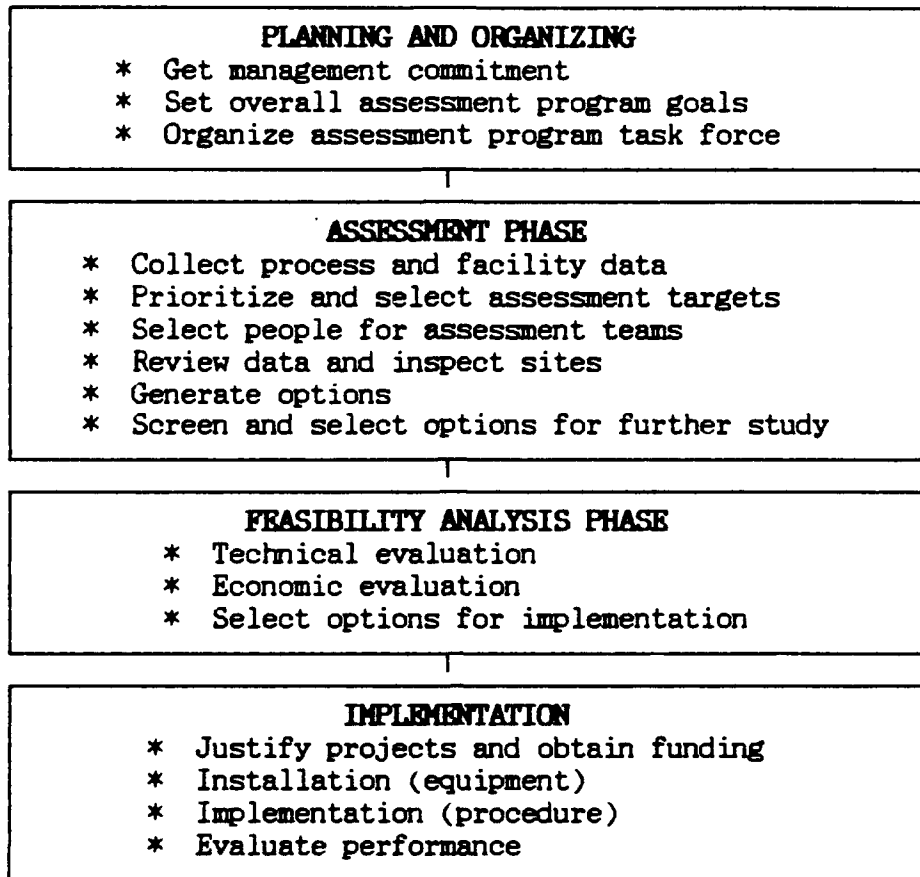 PLANNING AND ORGANIZING
* Get management commitment
* Set overall assessment program goals
* Organize assessment program task force
ASSESSMENT PHASE
* Collect process and facility data
* Prioritize and select assessment targets
* Select people for assessment teams
* Review data and inspect sites
* Generate options
* Screen and select options for further study
FEASIBILITY ANALYSIS PHASE
* Technical evaluation
* Economic evaluation
* Select options for implementation
IMPLEMENTATION
* Justify projects and obtain funding
* Installation (equipment)
* Implementation (procedure)
* Evaluate performance